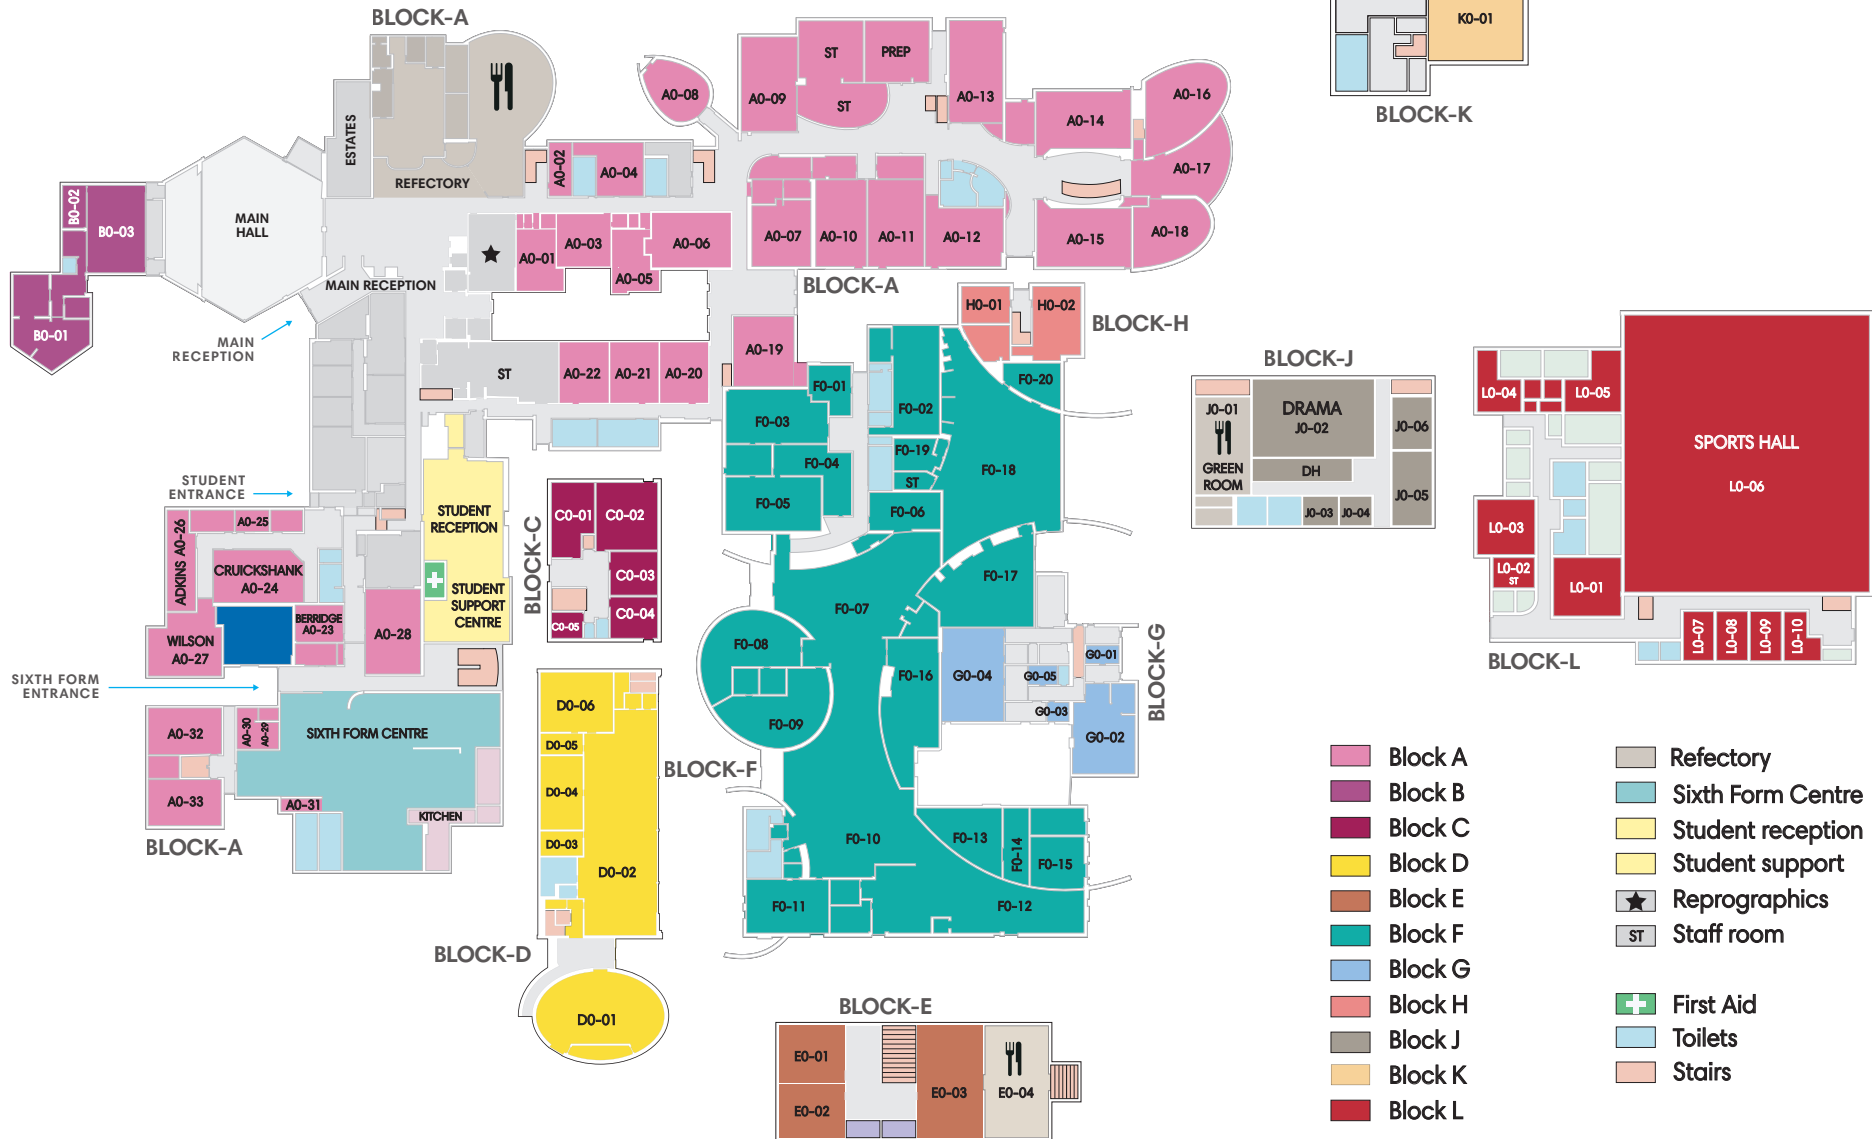 BLOCK-A
K0-01
BLOCK-K
ESTATES
REFECTORY
A0-02
A0-04
A0-08
A0-09
ST
PREP
ST
A0-13
A0-14
A0-16
A0-17
A0-15
A0-18
A0-07
A0-10
A0-11
A0-12
BLOCK-A
B0-02
B0-03
B0-01
MAIN
HALL
MAIN RECEPTION
MAIN
RECEPTION
A0-01
A0-03
A0-05
A0-06
A0-19
ST
A0-22
A0-21
A0-20
H0-01
H0-02
BLOCK-H
F0-01
F0-02
F0-20
F0-03
F0-04
F0-05
F0-19
ST
F0-06
F0-18
F0-17
F0-07
F0-08
F0-09
F0-16
F0-10
F0-13
F0-14
F0-15
F0-11
F0-12
BLOCK-F
BLOCK-J
J0-01
GREEN
ROOM
DRAMA
J0-02
DH
J0-03
J0-04
J0-06
J0-05
L0-04
L0-05
SPORTS HALL
L0-06
L0-03
L0-02
ST
L0-01
L0-07
L0-08
L0-09
L0-10
BLOCK-L
STUDENT
ENTRANCE
ADKINS A0-26
A0-25
CRUICKSHANK
A0-24
WILSON
A0-27
BERRIDGE
A0-23
A0-28
STUDENT
RECEPTION
STUDENT
SUPPORT
CENTRE
BLOCK-C
C0-01
C0-02
C0-03
C0-04
C0-05
SIXTH FORM
ENTRANCE
A0-32
A0-33
A0-30
A0-29
SIXTH FORM CENTRE
A0-31
KITCHEN
BLOCK-A
D0-06
D0-05
D0-04
D0-03
D0-02
BLOCK-D
D0-01
G0-04
G0-05
G0-01
G0-03
G0-02
BLOCK-G
BLOCK-E
E0-01
E0-02
E0-03
E0-04
Block A
Block B
Block C
Block D
Block E
Block F
Block G
Block H
Block J
Block K
Block L
Refectory
Sixth Form Centre
Student reception
Student support
Reprographics
ST Staff room
First Aid
Toilets
Stairs